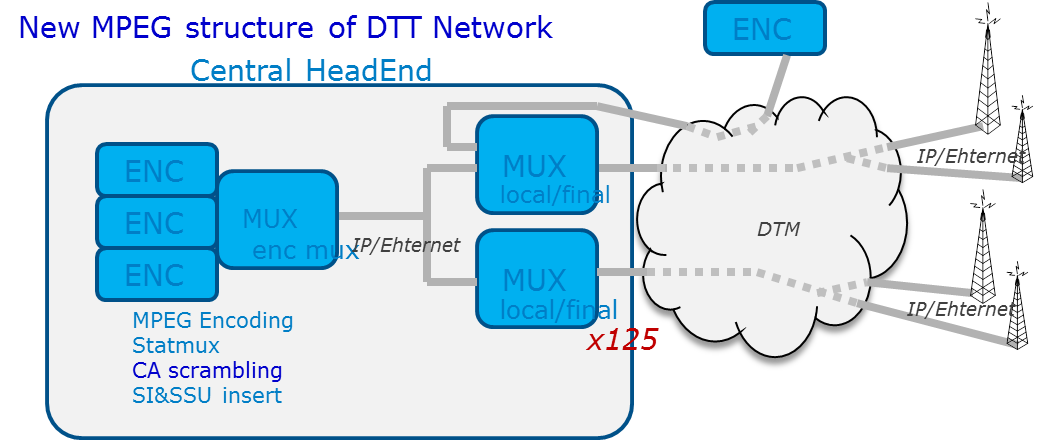 New MPEG structure of DTT Network
ENC
Central HeadEnd
ENC
ENC
ENC
MUX
enc mux
IP/Ehternet
MUX
local/final
MUX
local/final
x125
DTM
IP/Ehternet
IP/Ehternet
MPEG Encoding
Statmux
CA scrambling
SI&SSU insert